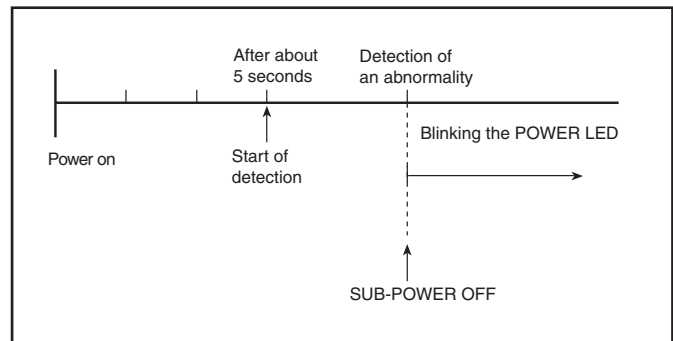 After about
5 seconds
Detection of
an abnormality
Power on
Start of
detection
Blinking the POWER LED
SUB-POWER OFF